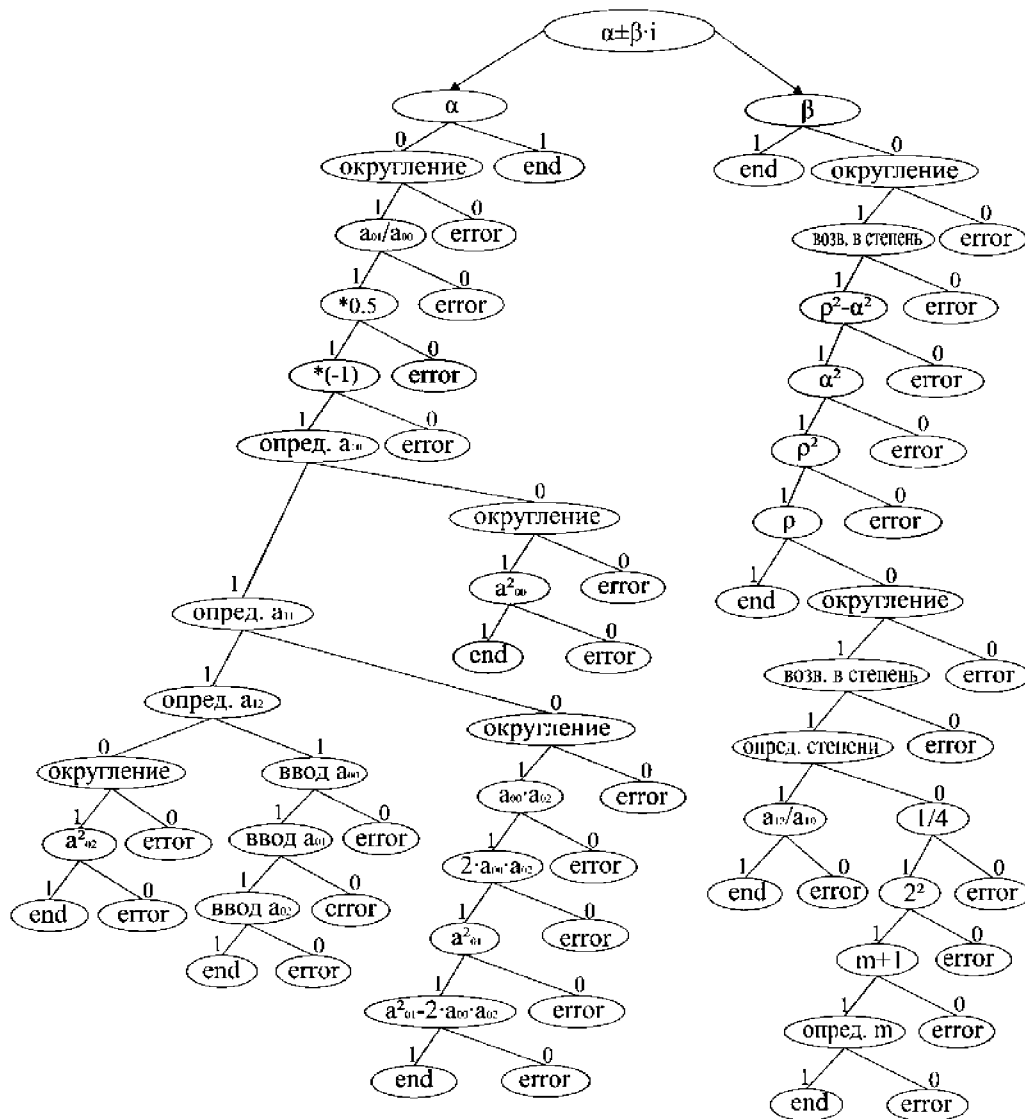 α±β·i
α
β
0 1 1 0
округление end end округление
1 0 1 0
a₀₁/a₀₀ error возв. в степень error
1 0 1 0
*0.5 error ρ²-α² error
1 0 1 0
*(-1) error α² error
1 0 1 0
опред. a₁₀ error ρ² error
0 1 0
округление ρ error
1 0 1 0
a²₀₀ error end округление
1
опред. a₁₁
1 0 1 0
end error возв. в степень error
1 0 1 0
опред. a₁₂ округление опред. степени error
0 1 1 0 1 0
округление ввод a₀₀ a₀₀·a₀₂ error a₁₂/a₁₀ 1/4
1 0 1 0 1 0 1 0 1 0
a²₀₂ error ввод a₀₁ error 2·a₀₀·a₀₂ error end error 2² error
1 0 1 0 1 0 1 0
end error ввод a₀₂ error a²₀₁ error m+1 error
1 0 1 0 1 0
end error a²₀₁-2·a₀₀·a₀₂ error опред. m error
1 0 1 0
end error end error